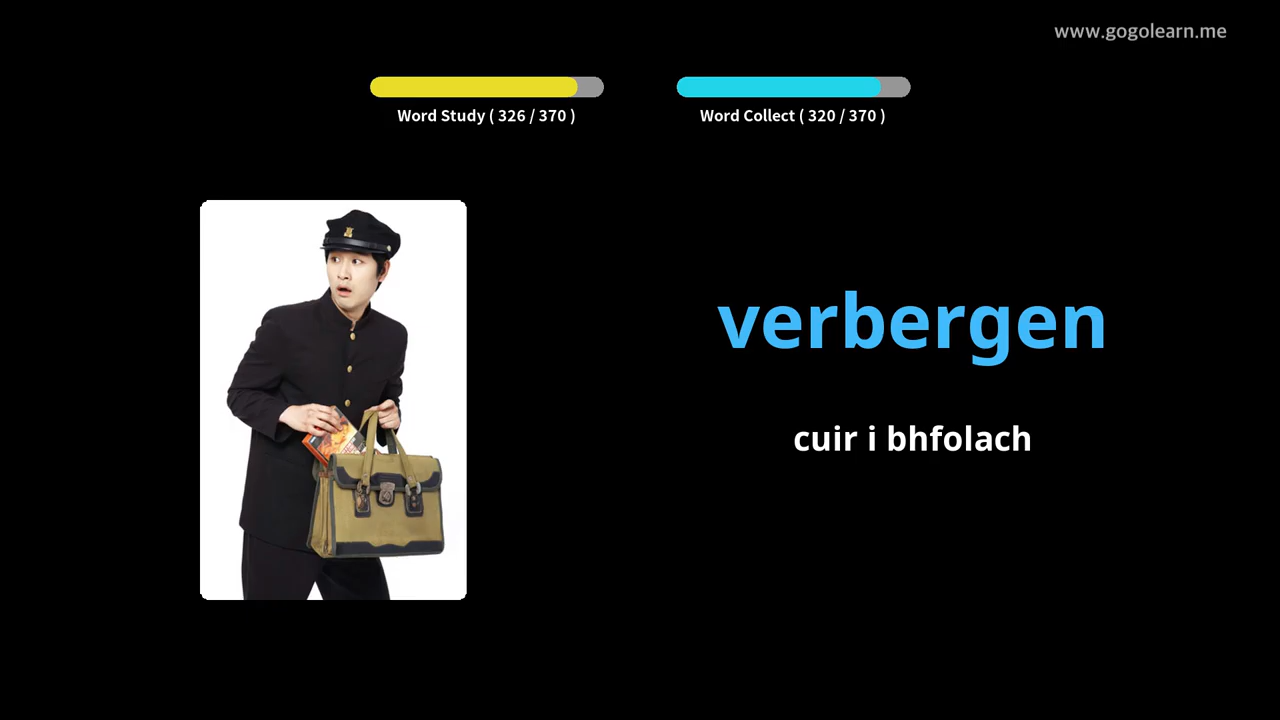 www.gogolearn.me
Word Study ( 326 / 370 )
Word Collect ( 320 / 370 )
verbergen
cuir i bhfolach